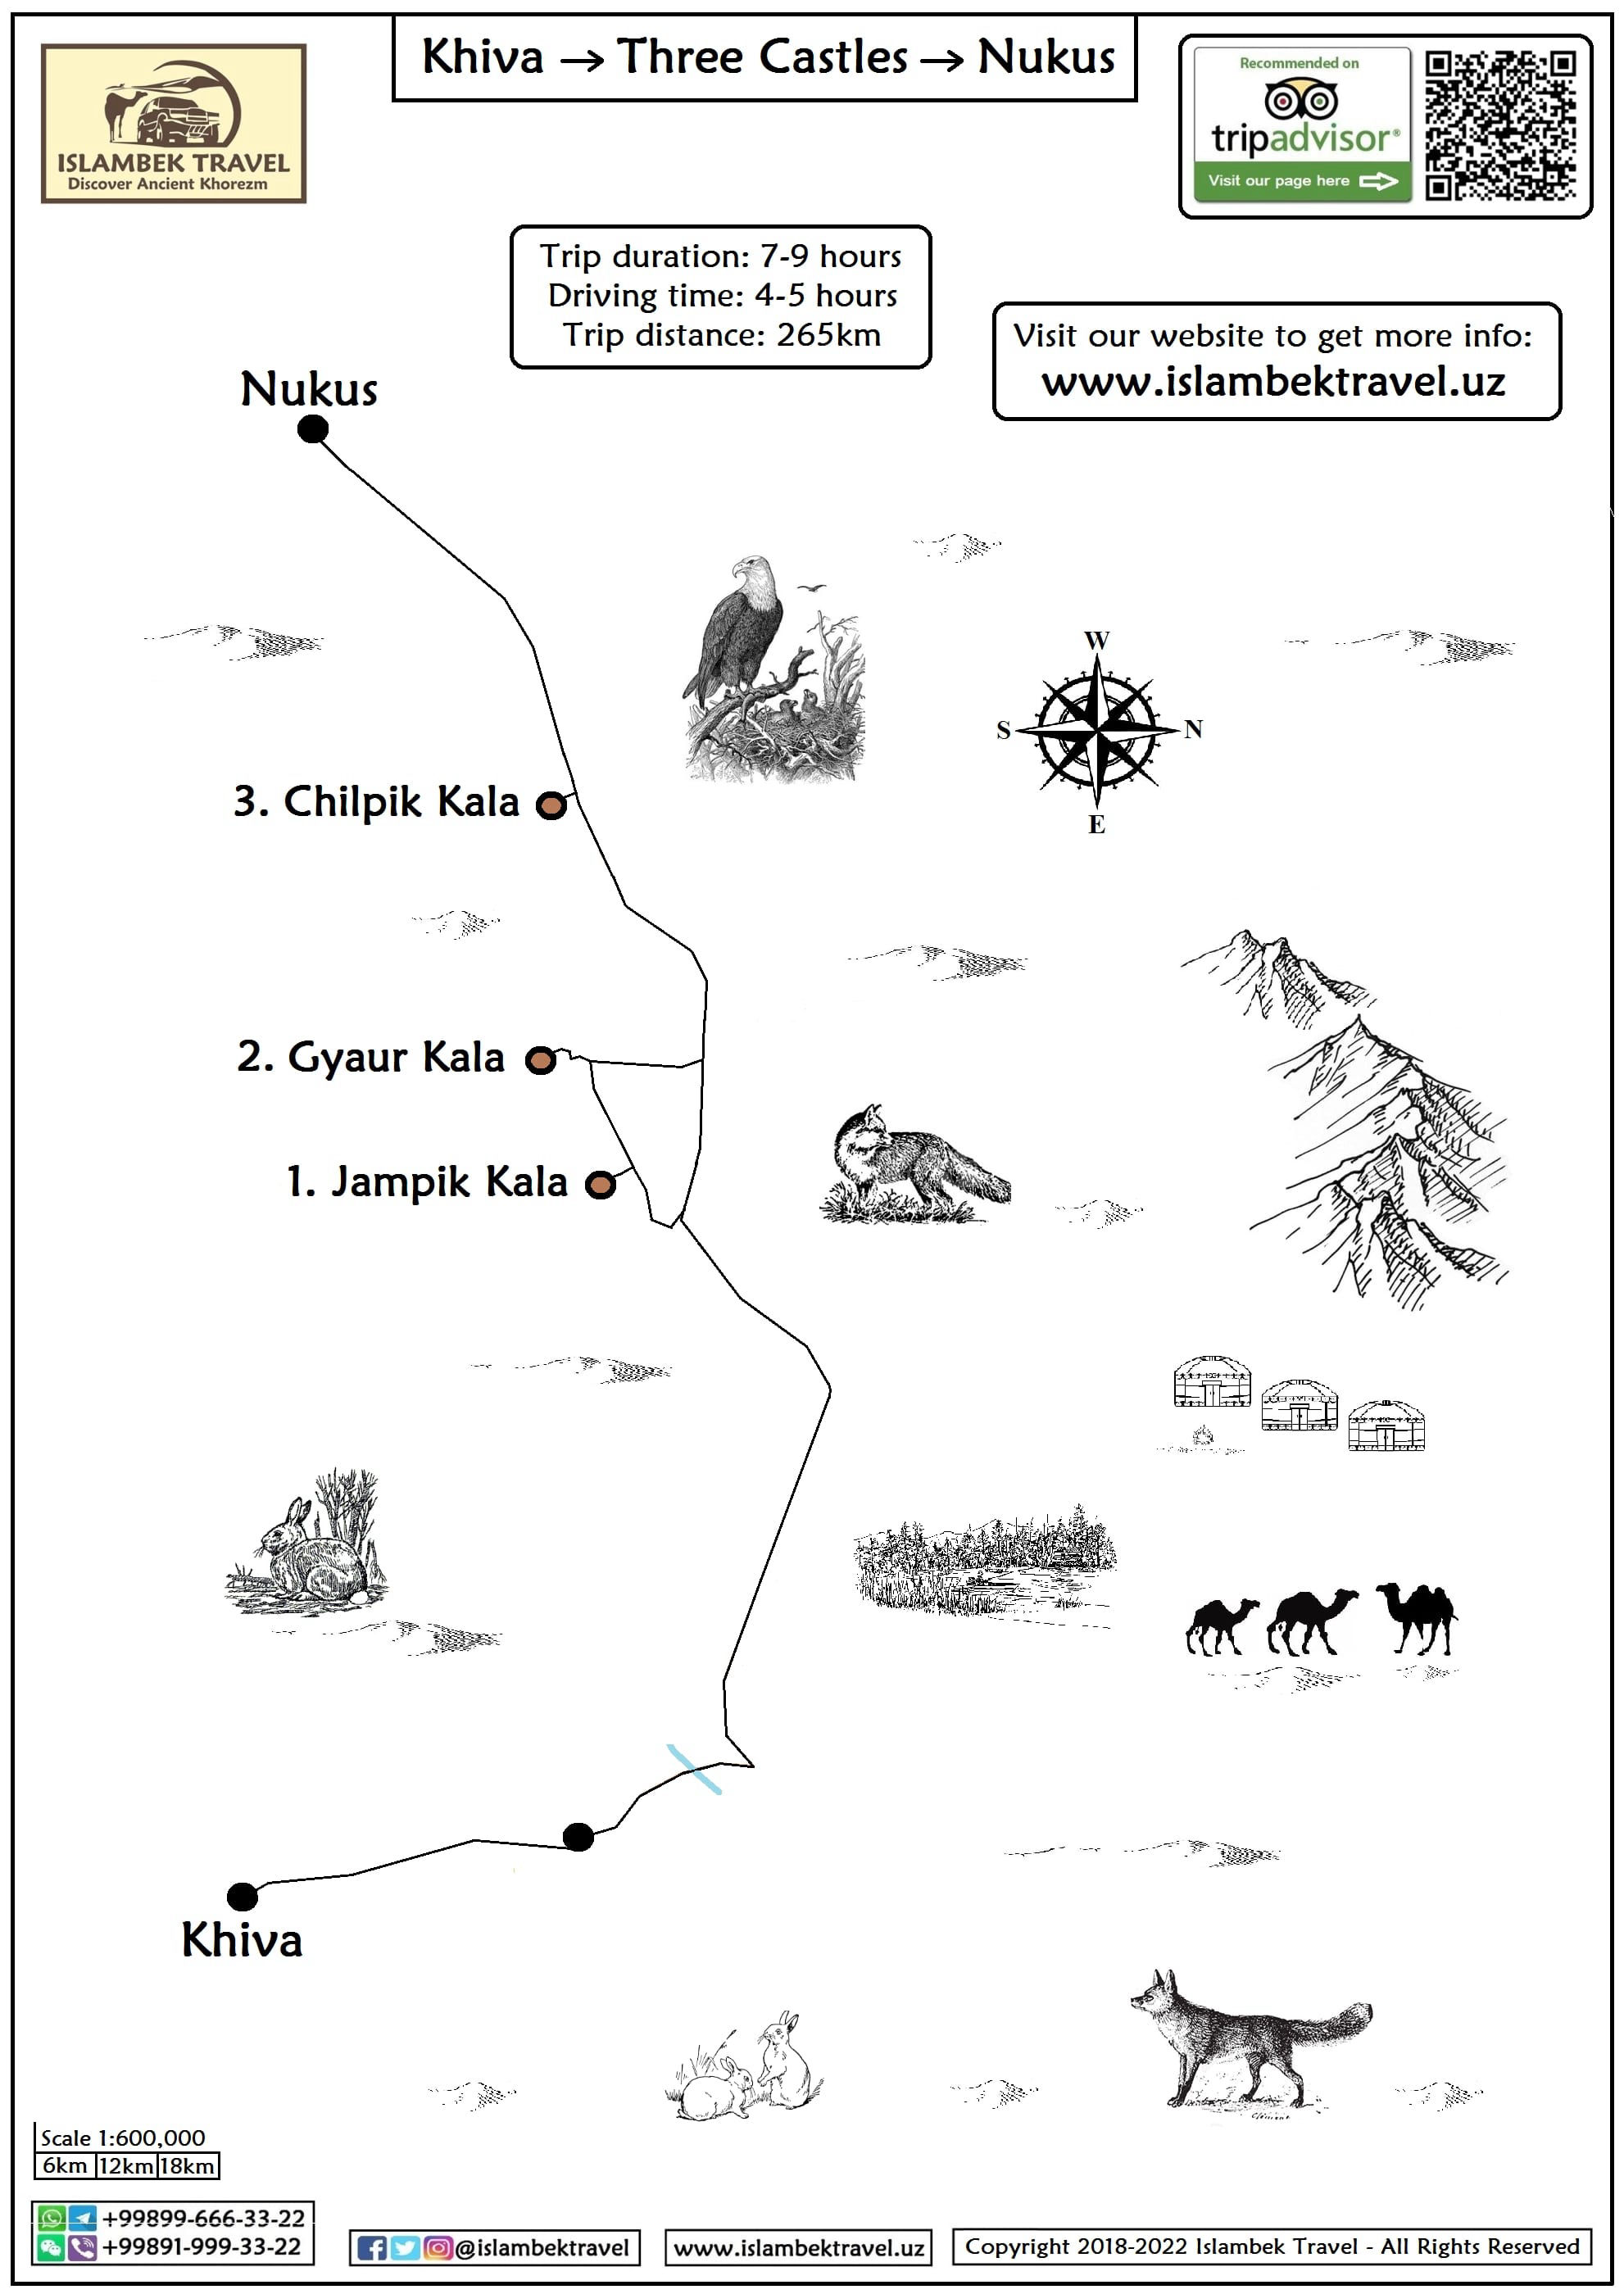 Khiva → Three Castles → Nukus
ISLAMBEK TRAVEL
Discover Ancient Khorezm
Recommended on
tripadvisor®
Visit our page here
Trip duration: 7-9 hours
Driving time: 4-5 hours
Trip distance: 265km
Visit our website to get more info:
www.islambektravel.uz
Nukus
W
S
N
E
3. Chilpik Kala
2. Gyaur Kala
1. Jampik Kala
Khiva
Scale 1:600,000
6km 12km 18km
+99899-666-33-22
+99891-999-33-22
@islambektravel
www.islambektravel.uz
Copyright 2018-2022 Islambek Travel - All Rights Reserved